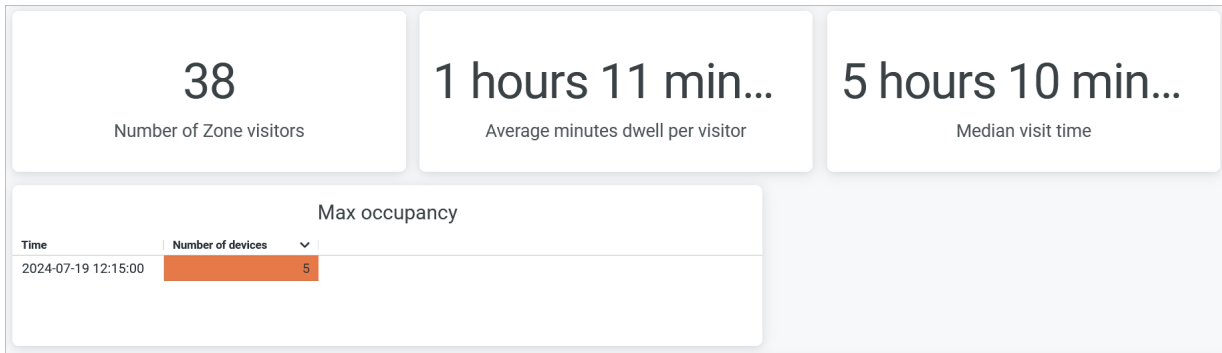 38
Number of Zone visitors
1 hours 11 min...
Average minutes dwell per visitor
5 hours 10 min...
Median visit time
Max occupancy
Time Number of devices
2024-07-19 12:15:00 5